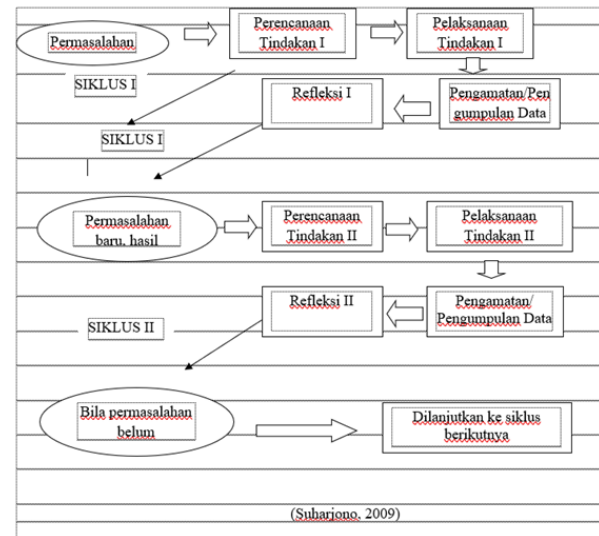 Permasalahan
Perencanaan
Tindakan I
Pelaksanaan
Tindakan I
SIKLUS I
Refleksi I
Pengamatan/Pen
gumpulan Data
SIKLUS I
Permasalahan
baru, hasil
Perencanaan
Tindakan II
Pelaksanaan
Tindakan II
SIKLUS II
Refleksi II
Pengamatan/
Pengumpulan Data
Bila permasalahan
belum
Dilanjutkan ke siklus
berikutnya
(Suharjono, 2009)